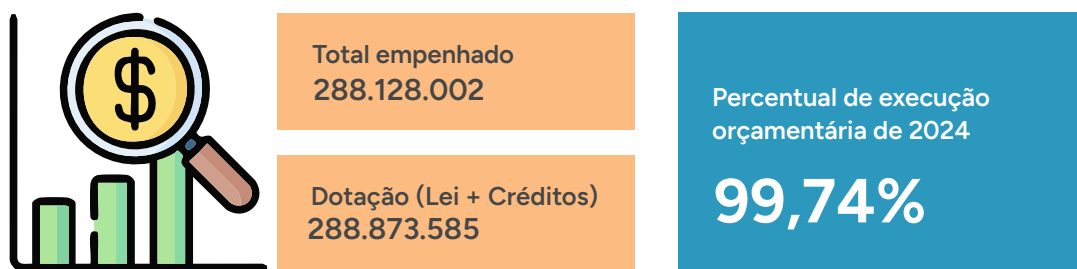 $
Total empenhado
288.128.002
Dotação (Lei + Créditos)
288.873.585
Percentual de execução
orçamentária de 2024
99,74%